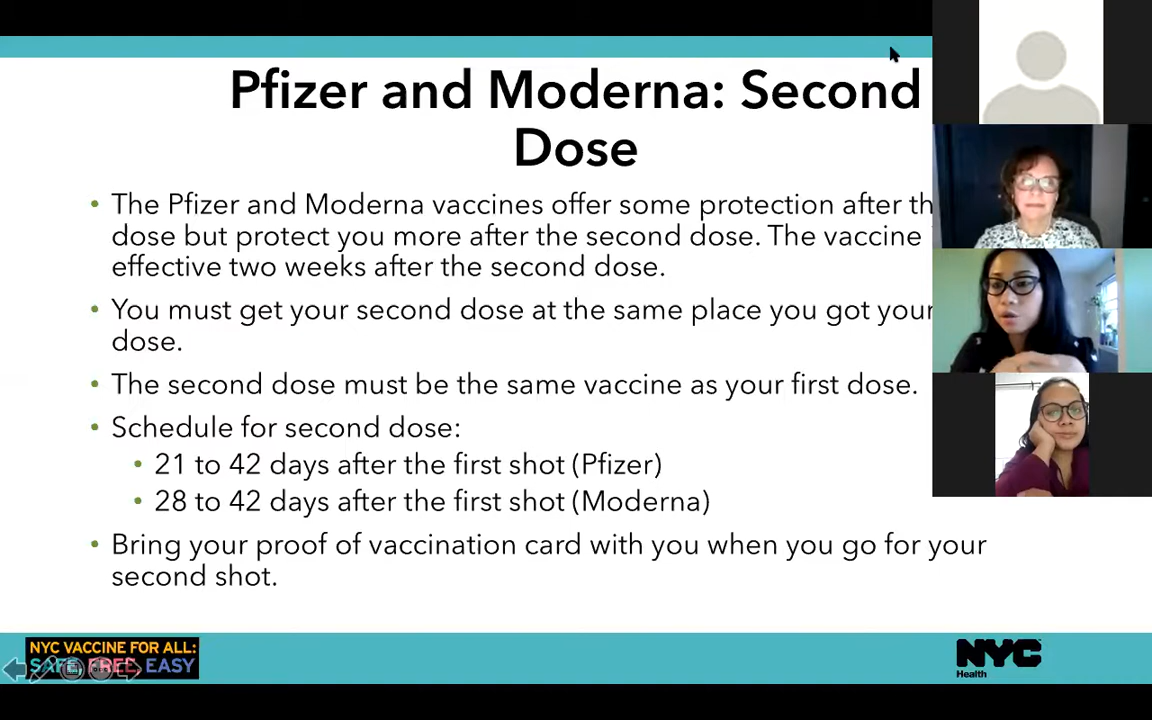 Pfizer and Moderna: Second
Dose
• The Pfizer and Moderna vaccines offer some protection after th
dose but protect you more after the second dose. The vaccine
effective two weeks after the second dose.
• You must get your second dose at the same place you got your
dose.
• The second dose must be the same vaccine as your first dose.
• Schedule for second dose:
• 21 to 42 days after the first shot (Pfizer)
• 28 to 42 days after the first shot (Moderna)
• Bring your proof of vaccination card with you when you go for your
second shot.
NYC VACCINE FOR ALL:
SAFE, FREE, EASY
NYC
Health